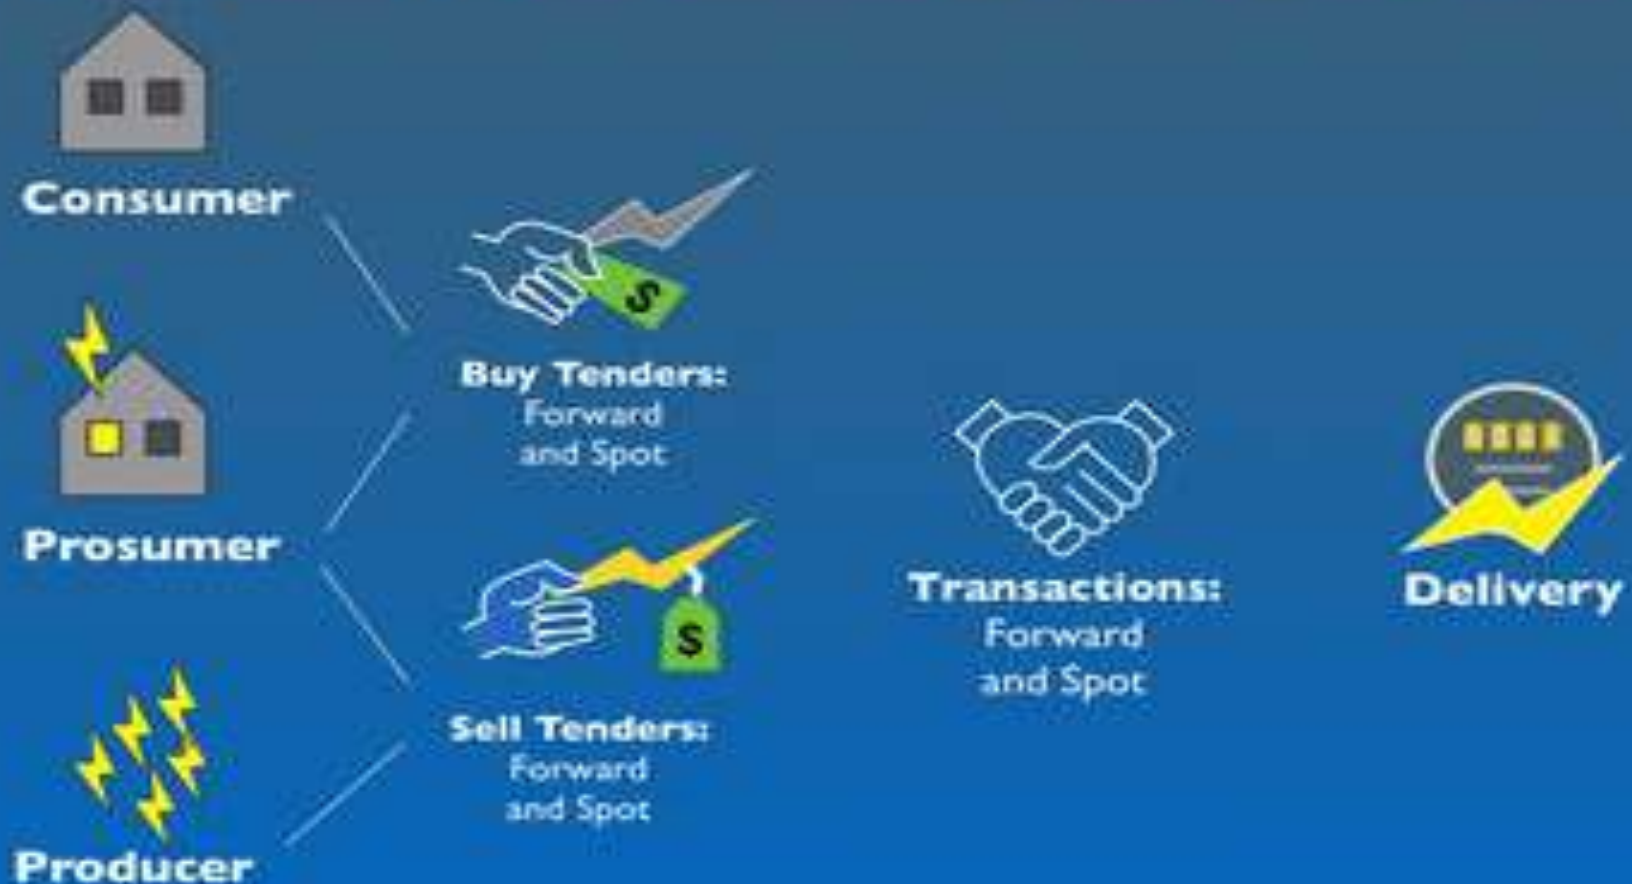 Consumer
Buy Tenders:
Forward
and Spot
Prosumer
Sell Tenders:
Forward
and Spot
Producer
$
$
Transactions:
Forward
and Spot
Delivery